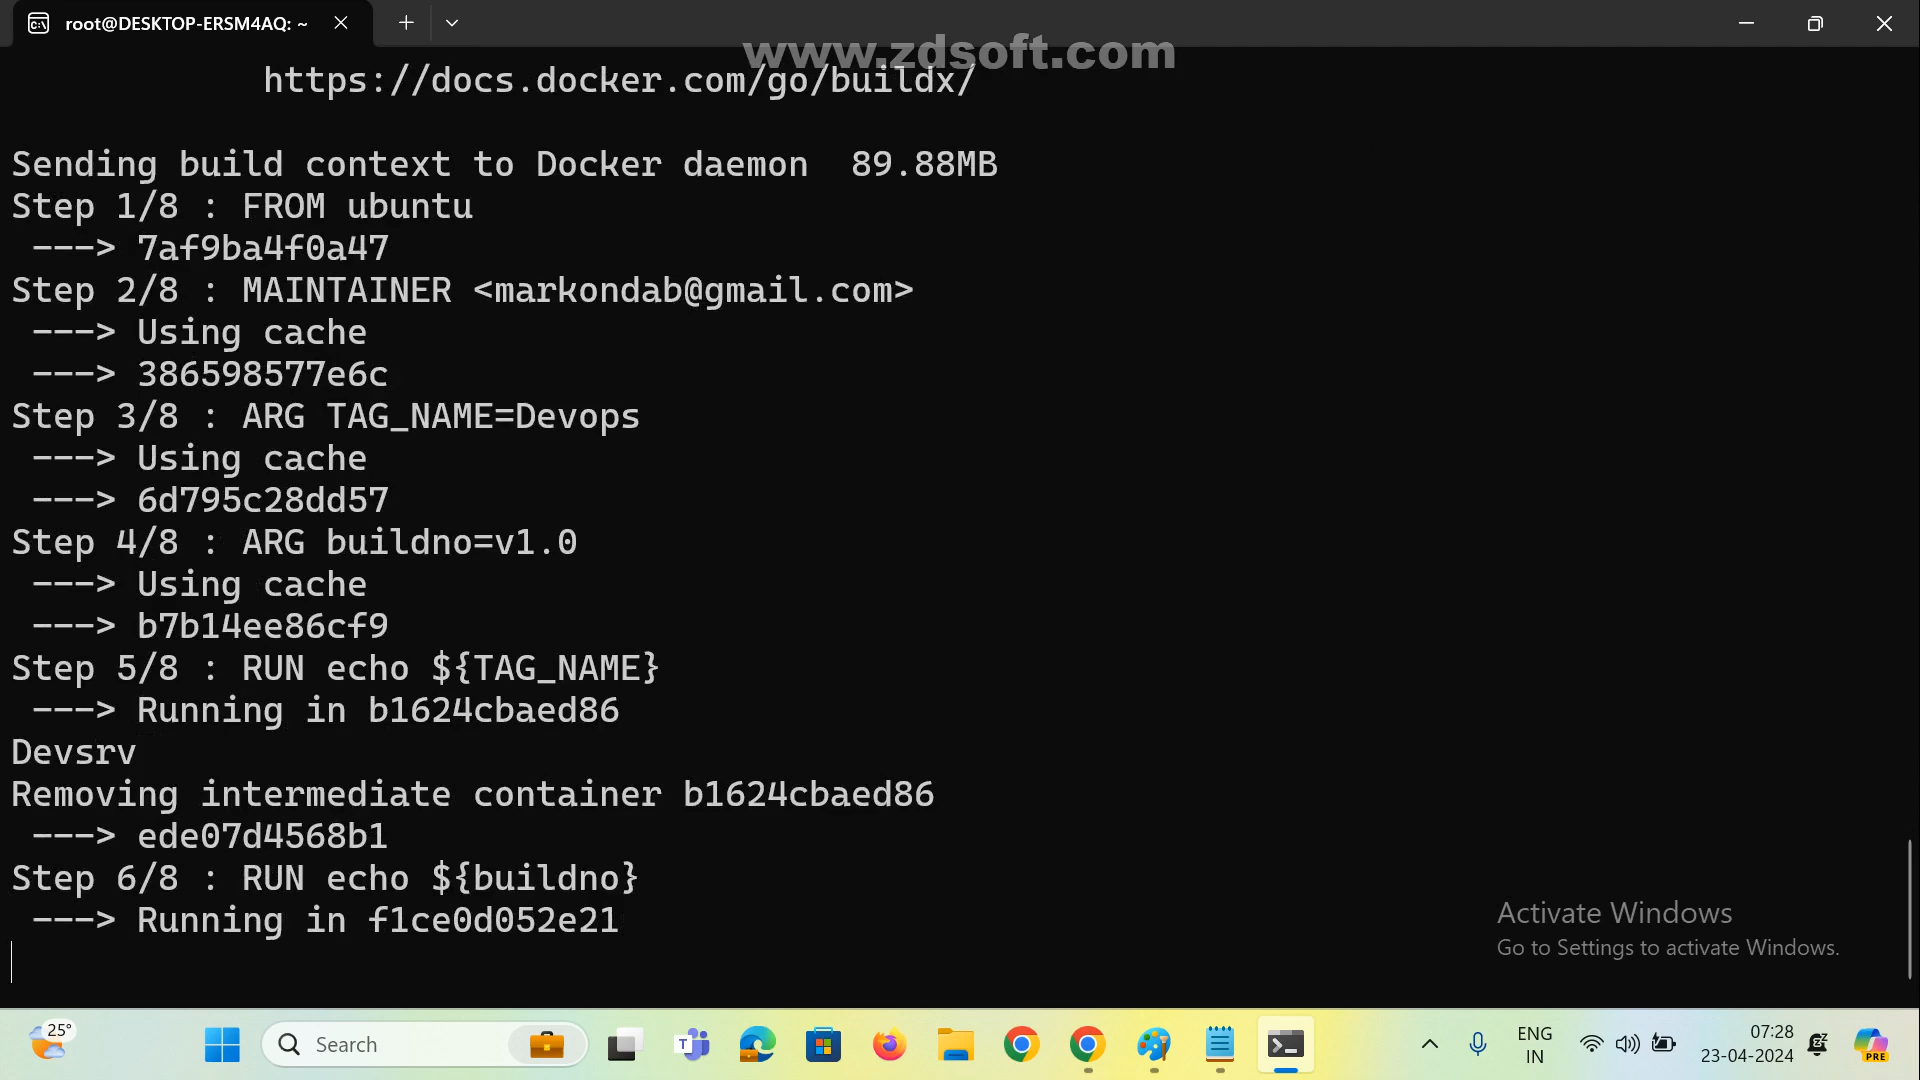 root@DESKTOP-ERSM4AQ: ~
www.zdsoft.com
https://docs.docker.com/go/buildx/
Sending build context to Docker daemon  89.88MB
Step 1/8 : FROM ubuntu
 ---> 7af9ba4f0a47
Step 2/8 : MAINTAINER <markondab@gmail.com>
 ---> Using cache
 ---> 386598577e6c
Step 3/8 : ARG TAG_NAME=Devops
 ---> Using cache
 ---> 6d795c28dd57
Step 4/8 : ARG buildno=v1.0
 ---> Using cache
 ---> b7b14ee86cf9
Step 5/8 : RUN echo ${TAG_NAME}
 ---> Running in b1624cbaed86
Devsrv
Removing intermediate container b1624cbaed86
 ---> ede07d4568b1
Step 6/8 : RUN echo ${buildno}
 ---> Running in f1ce0d052e21
Activate Windows
Go to Settings to activate Windows.
25°
Search
ENG
IN
07:28
23-04-2024
PRE